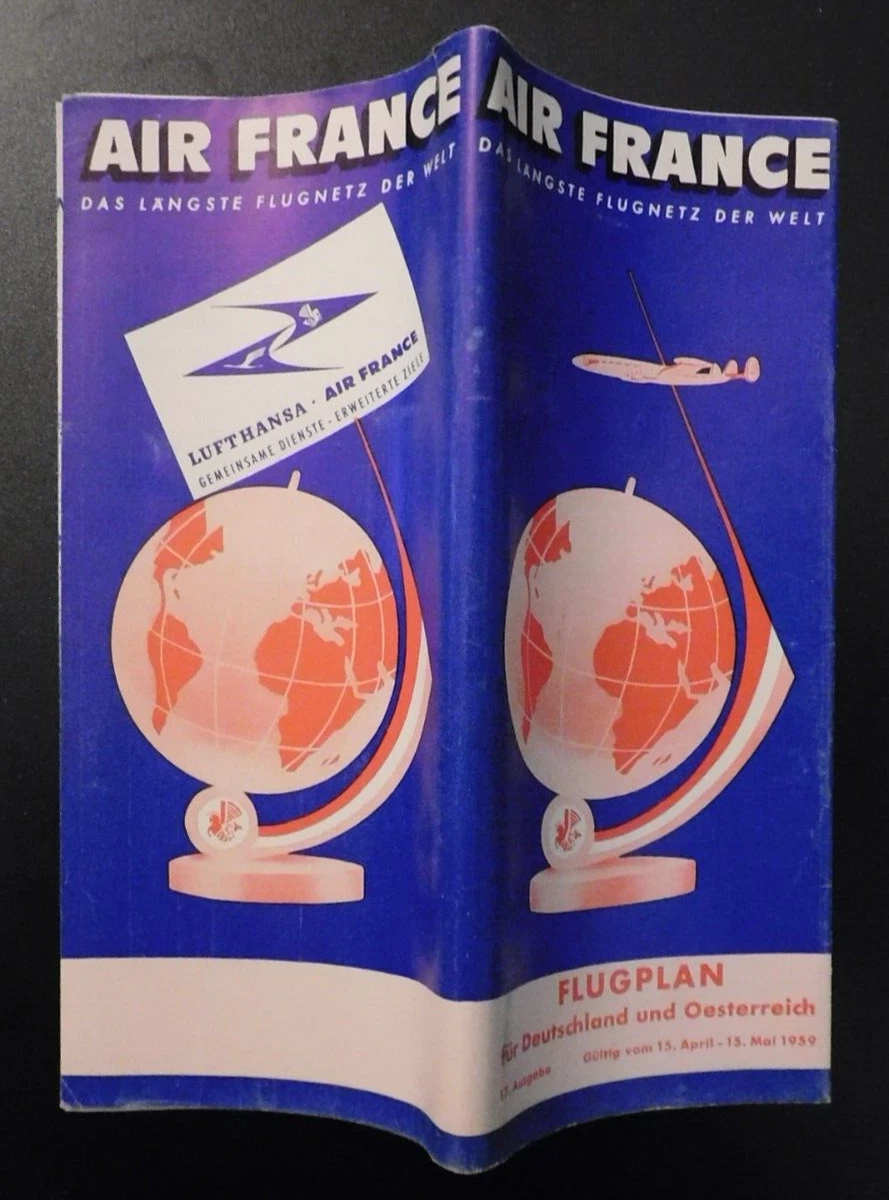 AIR FRANCE
DAS LÄNGSTE FLUGNETZ DER WELT
LUFTHANSA · AIR FRANCE
GEMEINSAME DIENSTE - ERWEITERTE ZIELE
AIR FRANCE
DAS LÄNGSTE FLUGNETZ DER WELT
FLUGPLAN
für Deutschland und Oesterreich
Gültig vom 15. April - 15. Mai 1959
Ausgabe